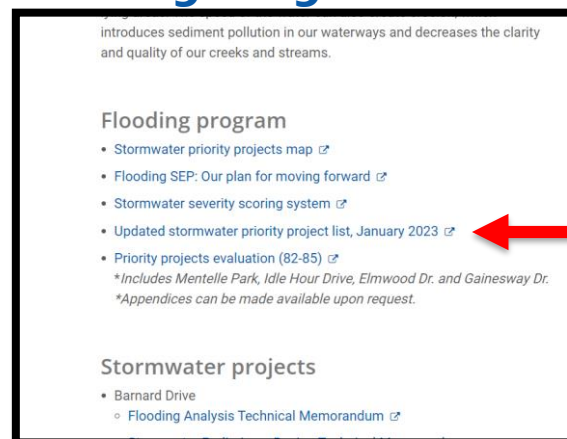 introduces sediment pollution in our waterways and decreases the clarity
and quality of our creeks and streams.
Flooding program
• Stormwater priority projects map
• Flooding SEP: Our plan for moving forward
• Stormwater severity scoring system
• Updated stormwater priority project list, January 2023
• Priority projects evaluation (82-85)
*Includes Mentelle Park, Idle Hour Drive, Elmwood Dr. and Gainesway Dr.
*Appendices can be made available upon request.
Stormwater projects
• Barnard Drive
○ Flooding Analysis Technical Memorandum